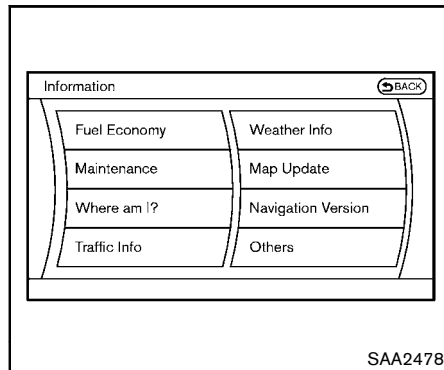 Information
BACK
Fuel Economy
Weather Info
Maintenance
Map Update
Where am I?
Navigation Version
Traffic Info
Others
SAA2478